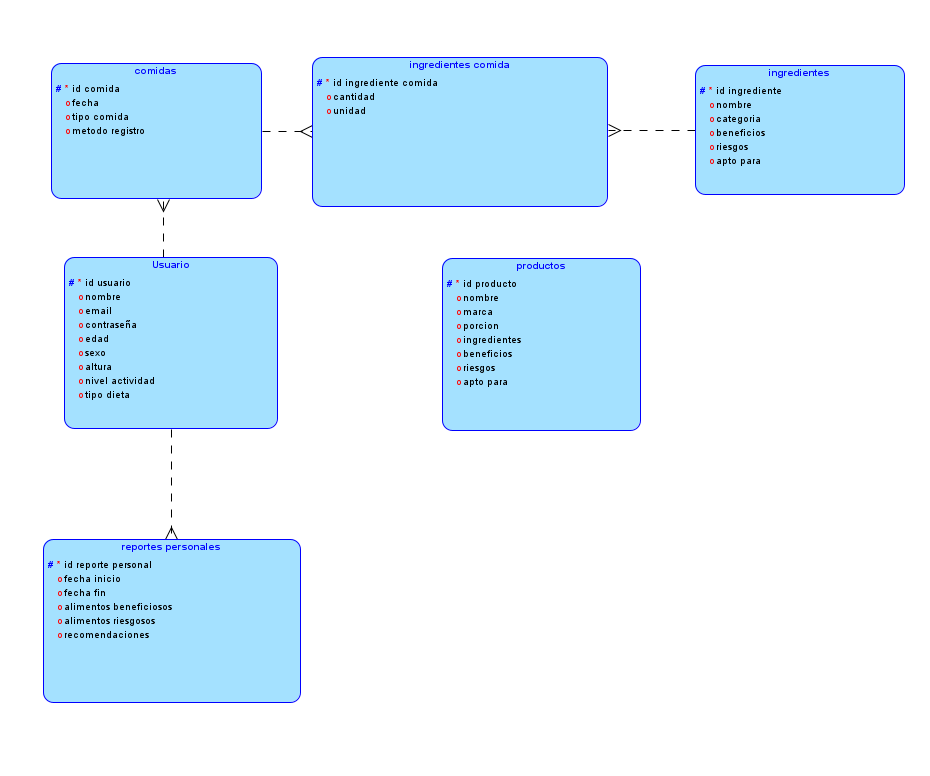 comidas
# * id comida
o fecha
o tipo comida
o metodo registro
ingredientes comida
# * id ingrediente comida
o cantidad
o unidad
ingredientes
# * id ingrediente
o nombre
o categoria
o beneficios
o riesgos
o apto para
Usuario
# * id usuario
o nombre
o email
o contraseña
o edad
o sexo
o altura
o nivel actividad
o tipo dieta
productos
# * id producto
o nombre
o marca
o porcion
o ingredientes
o beneficios
o riesgos
o apto para
reportes personales
# * id reporte personal
o fecha inicio
o fecha fin
o alimentos beneficiosos
o alimentos riesgosos
o recomendaciones